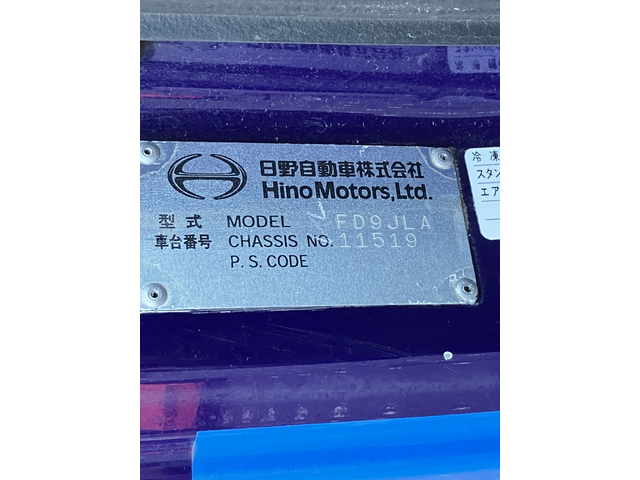 日野自動車株式会社
Hino Motors, Ltd.
型式 MODEL FD9JLA
車台番号 CHASSIS NO. 11519
P.S.CODE
冷凍
スタン
エア